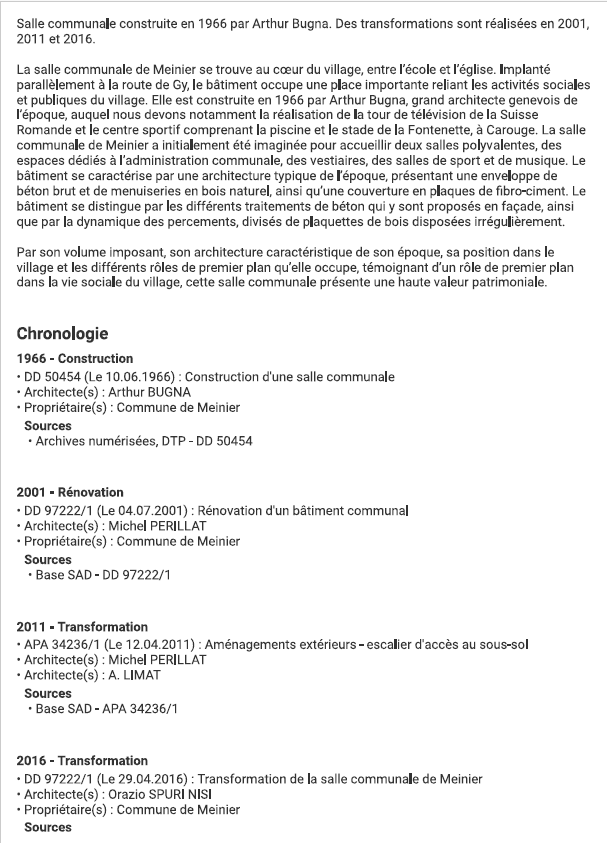 Salle communale construite en 1966 par Arthur Bugna. Des transformations sont réalisées en 2001,
2011 et 2016.
La salle communale de Meinier se trouve au cœur du village, entre l'école et l'église. Implanté
parallèlement à la route de Gy, le bâtiment occupe une place importante reliant les activités sociales
et publiques du village. Elle est construite en 1966 par Arthur Bugna, grand architecte genevois de
l'époque, auquel nous devons notamment la réalisation de la tour de télévision de la Suisse
Romande et le centre sportif comprenant la piscine et le stade de la Fontenette, à Carouge. La salle
communale de Meinier a initialement été imaginée pour accueillir deux salles polyvalentes, des
espaces dédiés à l'administration communale, des vestiaires, des salles de sport et de musique. Le
bâtiment se caractérise par une architecture typique de l'époque, présentant une enveloppe de
béton brut et de menuiseries en bois naturel, ainsi qu'une couverture en plaques de fibro-ciment. Le
bâtiment se distingue par les différents traitements de béton qui y sont proposés en façade, ainsi
que par la dynamique des percements, divisés de plaquettes de bois disposées irrégulièrement.
Par son volume imposant, son architecture caractéristique de son époque, sa position dans le
village et les différents rôles de premier plan qu'elle occupe, témoignant d'un rôle de premier plan
dans la vie sociale du village, cette salle communale présente une haute valeur patrimoniale.
Chronologie
1966 - Construction
• DD 50454 (Le 10.06.1966) : Construction d'une salle communale
• Architecte(s) : Arthur BUGNA
• Propriétaire(s) : Commune de Meinier
Sources
• Archives numérisées, DTP - DD 50454
2001 - Rénovation
• DD 97222/1 (Le 04.07.2001) : Rénovation d'un bâtiment communal
• Architecte(s) : Michel PERILLAT
• Propriétaire(s) : Commune de Meinier
Sources
• Base SAD - DD 97222/1
2011 - Transformation
• APA 34236/1 (Le 12.04.2011) : Aménagements extérieurs - escalier d'accès au sous-sol
• Architecte(s) : Michel PERILLAT
• Architecte(s) : A. LIMAT
Sources
• Base SAD - APA 34236/1
2016 - Transformation
• DD 97222/1 (Le 29.04.2016) : Transformation de la salle communale de Meinier
• Architecte(s) : Orazio SPURI NISI
• Propriétaire(s) : Commune de Meinier
Sources